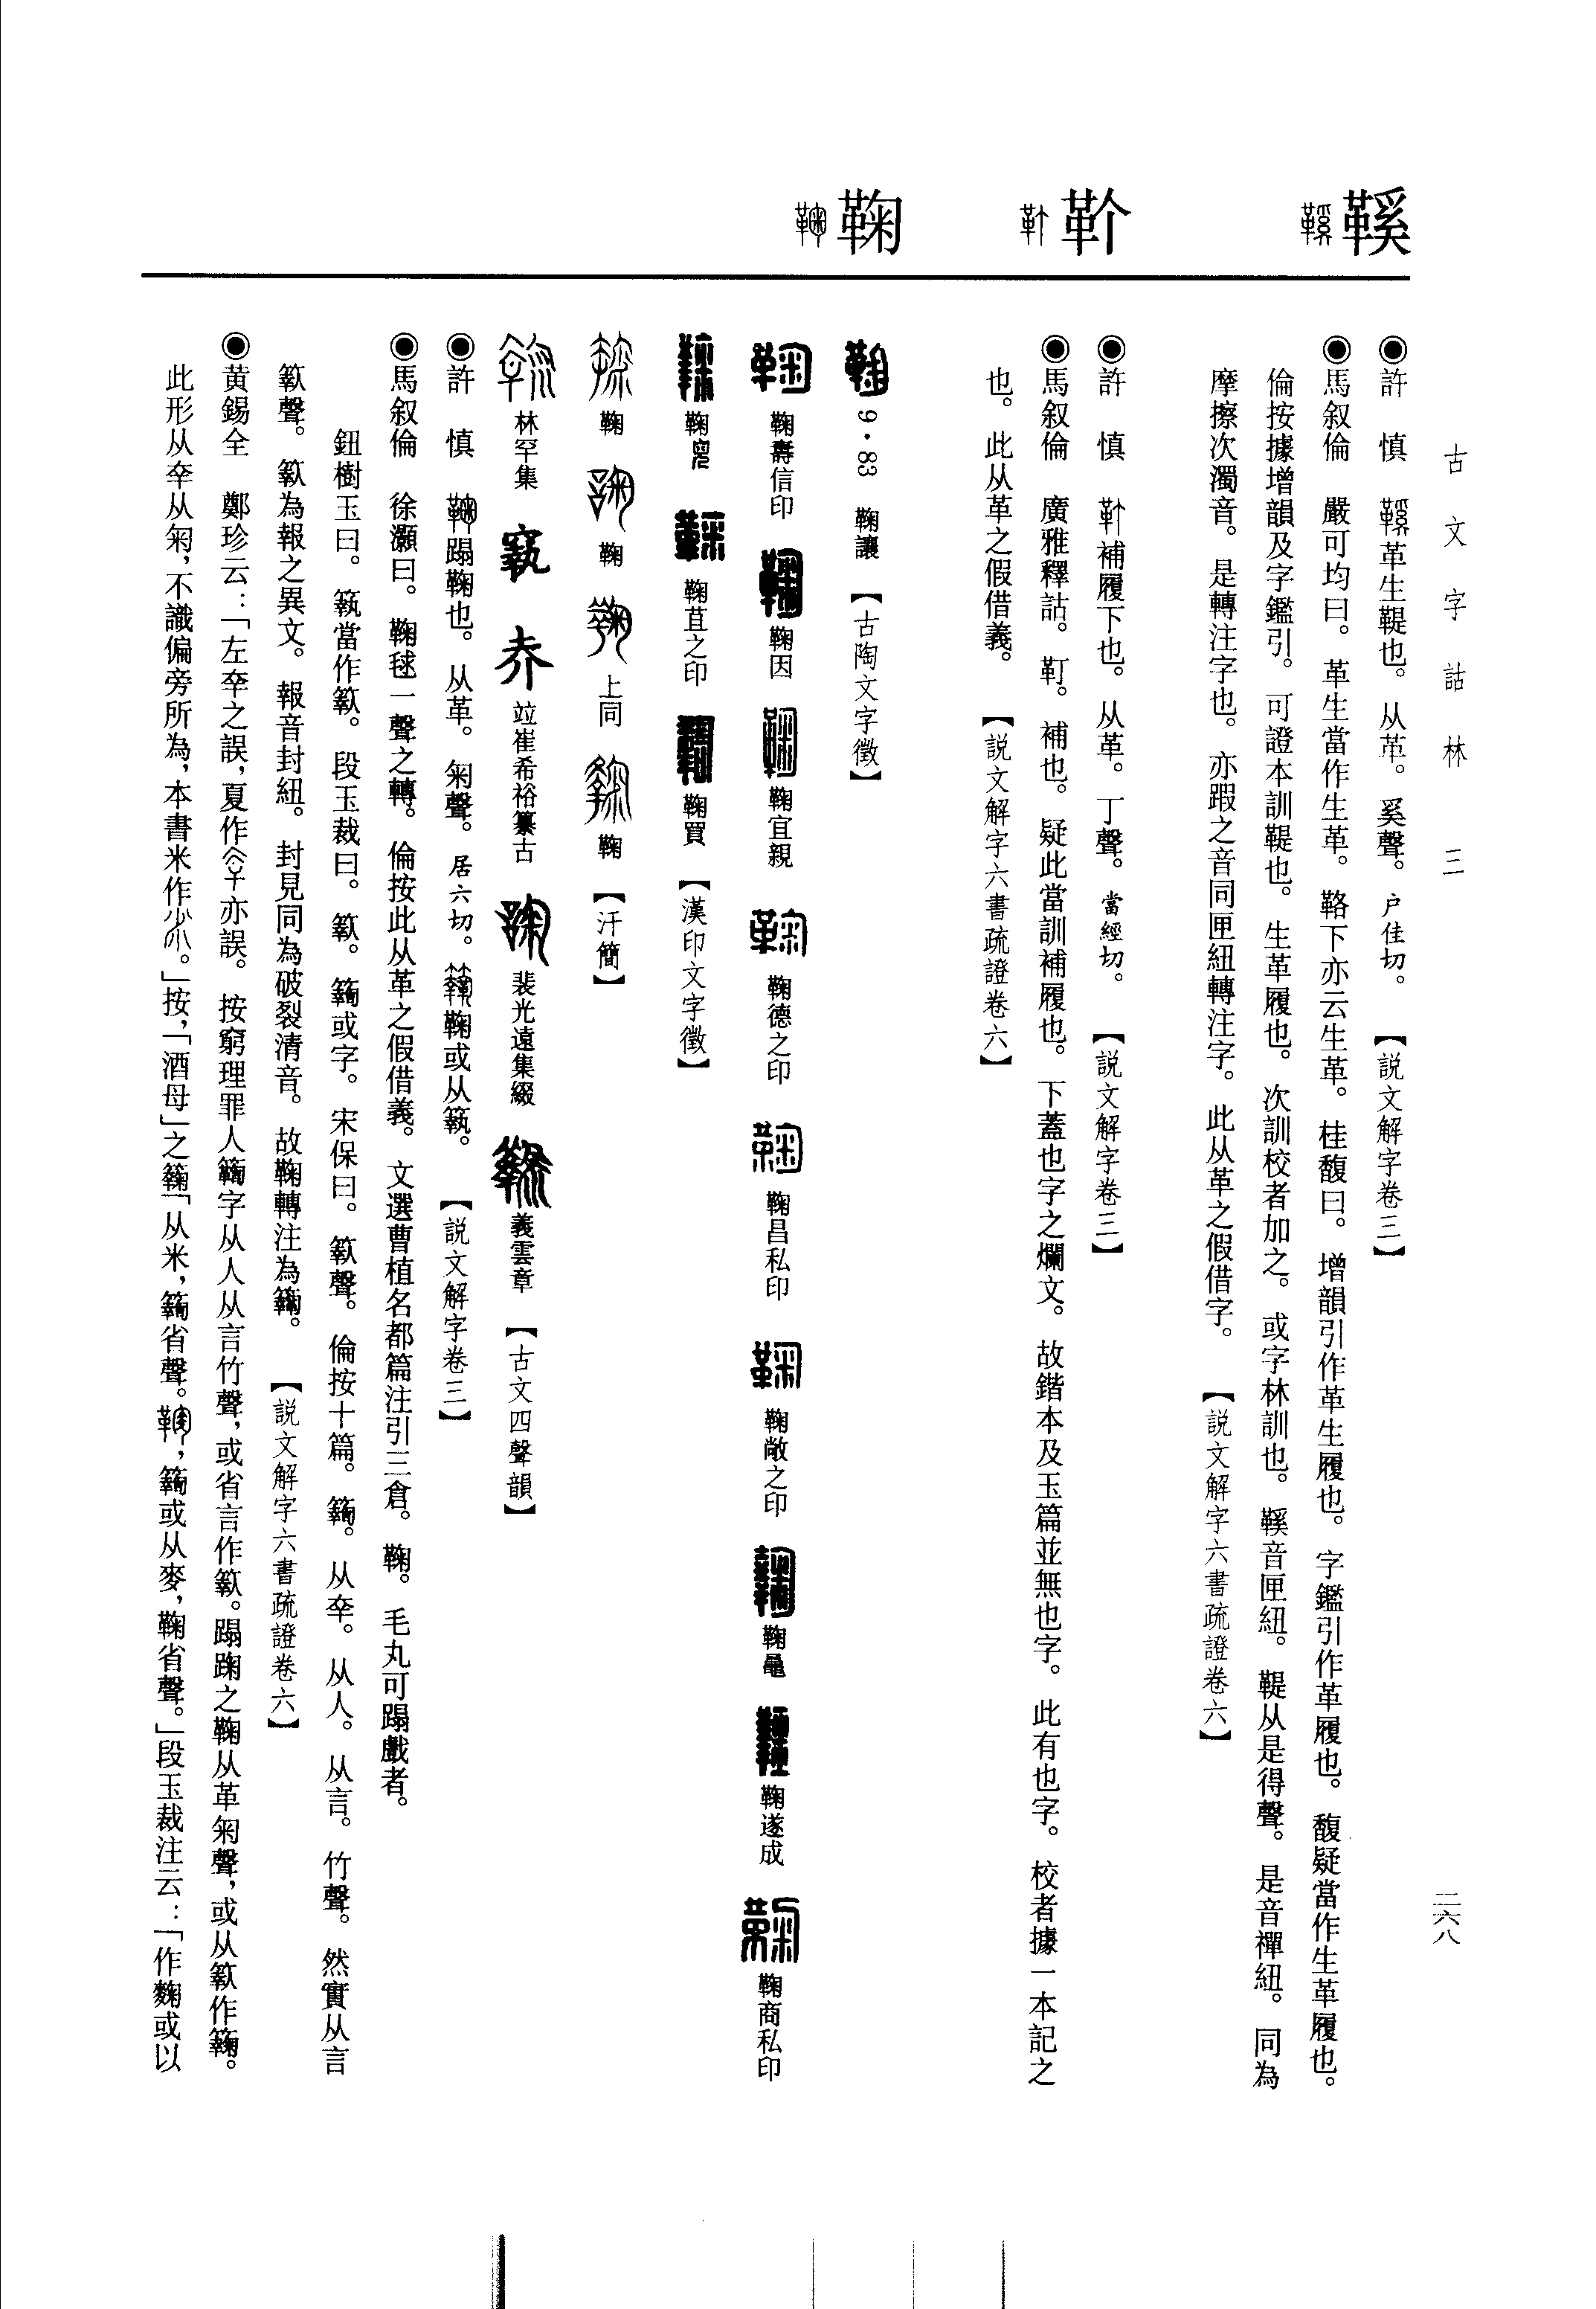 古文字詁林　三
二六八
鞵
靪
鞠
◉許　慎　鞵革生鞮也。从革。奚聲。户佳切。【説文解字卷三】
◉馬叙倫　嚴可均曰。革生當作生革。鞈下亦云生革。桂馥曰。增韻引作革生履也。字鑑引作革履也。馥疑當作生革履也。
倫按據增韻及字鑑引。可證本訓鞮也。生革履也。次訓校者加之。或字林訓也。鞵音匣紐。鞮从是得聲。是音禪紐。同為
摩擦次濁音。是轉注字也。亦瑕之音同匣紐轉注字。此从革之假借字。【説文解字六書疏證卷六】
◉許　慎　靪補履下也。从革。丁聲。當經切。【説文解字卷三】
◉馬叙倫　廣雅釋詁。靪。補也。疑此當訓補履也。下蓋也字之爛文。故鍇本及玉篇並無也字。此有也字。校者據一本記之
也。此从革之假借義。【説文解字六書疏證卷六】
9·83　鞠讓【古陶文字徵】
鞠壽信印　鞠因　鞠宜親　鞠德之印　鞠昌私印　鞠敞之印　鞠黽　鞠遂成　鞠商私印
鞠　鞠苴之印　鞠買【漢印文字徵】
鞠　鞠　上同　鞠【汗簡】
林罕集　竝崔希裕纂古　裴光遠集綴　義雲章【古文四聲韻】
◉許　慎　鞠蹋鞠也。从革。匊聲。居六切。鞠或从䈑。【説文解字卷三】
◉馬叙倫　徐灝曰。鞠毬一聲之轉。倫按此从革之假借義。文選曹植名都篇注引三倉。鞠。毛丸可蹋戲者。
鈕樹玉曰。䈑當作𥷚。段玉裁曰。𥷚。籟或字。宋保曰。𥷚聲。倫按十篇。籟。从㚔。从人。从言。竹聲。然實从言
𥷚聲。𥷚為報之異文。報音封紐。封見同為破裂清音。故鞠轉注為䪕。【説文解字六書疏證卷六】
◉黄錫全　鄭珍云：「左㚔之誤，夏作亦誤。按窮理罪人𥷚字从人从言竹聲，或省言作𥷚。蹋踘之鞠从革匊聲，或从𥷚作䪕。
此形从㚔从匊，不識偏旁所為，本書米作。」按，「酒母」之䈲「从米，𥷚省聲。鞠，䈲或从麥，鞠省聲。」段玉裁注云：「作麴或以